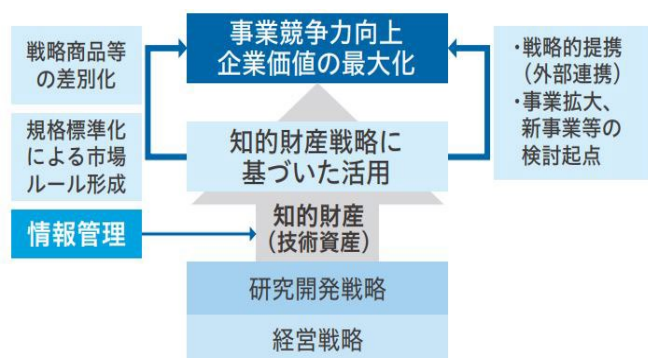 事業競争力向上
企業価値の最大化
戦略商品等
の差別化
規格標準化
による市場
ルール形成
・戦略的提携
（外部連携）
・事業拡大、
新事業等の
検討起点
知的財産戦略に
基づいた活用
情報管理
知的財産
（技術資産）
研究開発戦略
経営戦略